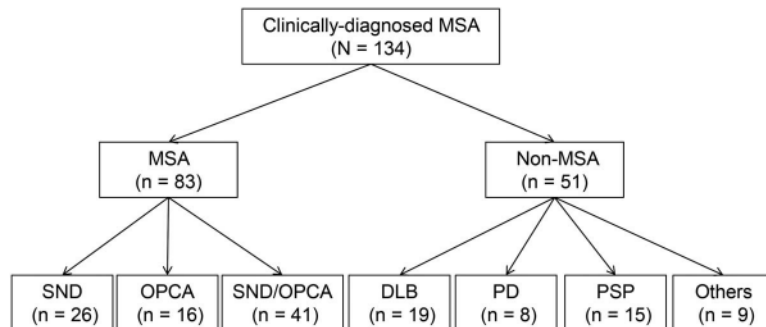 Clinically-diagnosed MSA
(N = 134)
MSA
(n = 83)
Non-MSA
(n = 51)
SND
(n = 26)
OPCA
(n = 16)
SND/OPCA
(n = 41)
DLB
(n = 19)
PD
(n = 8)
PSP
(n = 15)
Others
(n = 9)